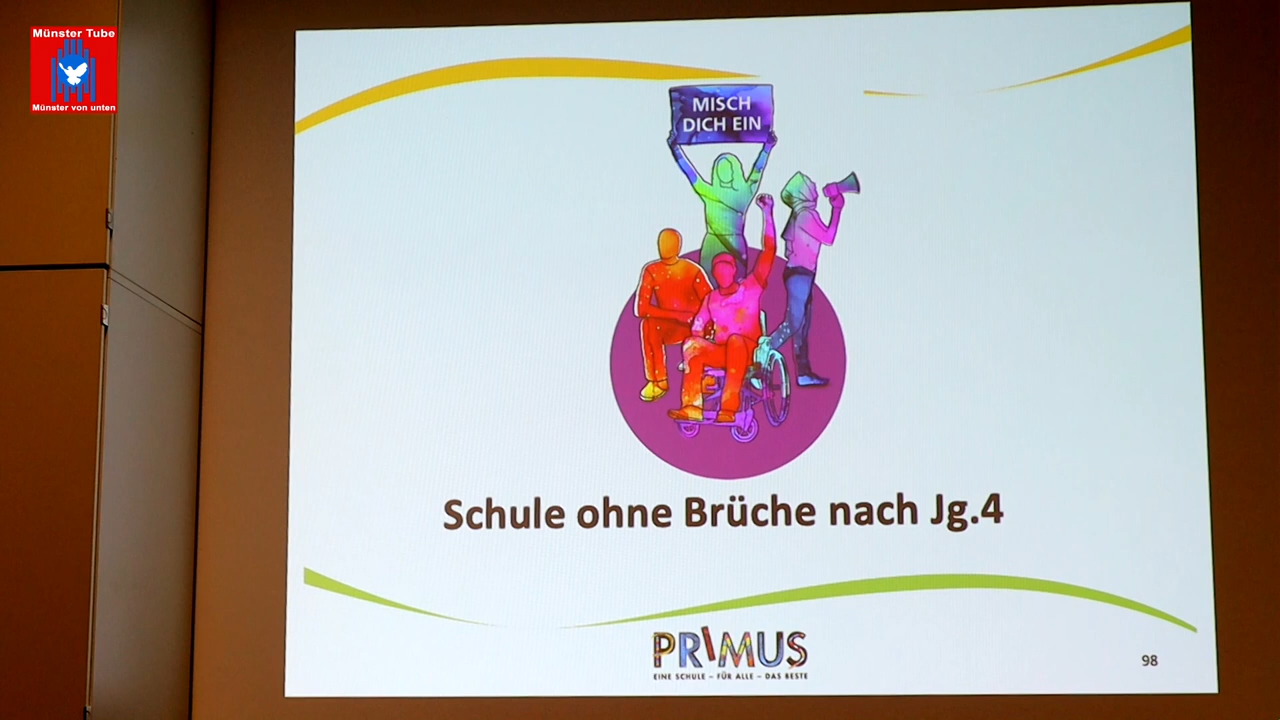 Münster Tube
Münster von unten
MISCH
DICH EIN
Schule ohne Brüche nach Jg.4
PRIMUS
EINE SCHULE – FÜR ALLE – DAS BESTE
98